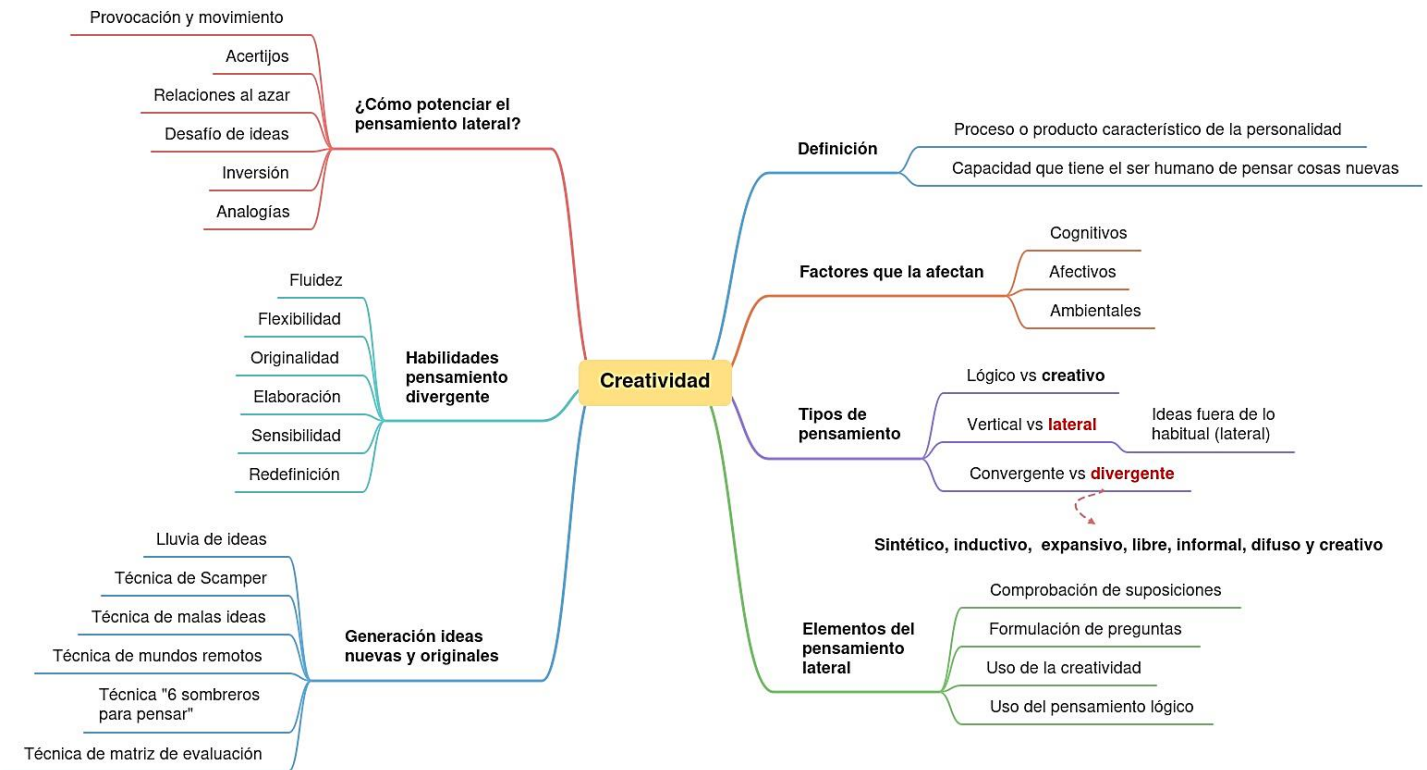 Provocación y movimiento
Acertijos
Relaciones al azar
Desafío de ideas
Inversión
Analogías
¿Cómo potenciar el
pensamiento lateral?
Fluidez
Flexibilidad
Originalidad
Elaboración
Sensibilidad
Redefinición
Habilidades
pensamiento
divergente
Lluvia de ideas
Técnica de Scamper
Técnica de malas ideas
Técnica de mundos remotos
Técnica "6 sombreros
para pensar"
Técnica de matriz de evaluación
Generación ideas
nuevas y originales
Creatividad
Definición
Proceso o producto característico de la personalidad
Capacidad que tiene el ser humano de pensar cosas nuevas
Factores que la afectan
Cognitivos
Afectivos
Ambientales
Tipos de
pensamiento
Lógico vs creativo
Vertical vs lateral
Ideas fuera de lo
habitual (lateral)
Convergente vs divergente
Sintético, inductivo, expansivo, libre, informal, difuso y creativo
Elementos del
pensamiento
lateral
Comprobación de suposiciones
Formulación de preguntas
Uso de la creatividad
Uso del pensamiento lógico